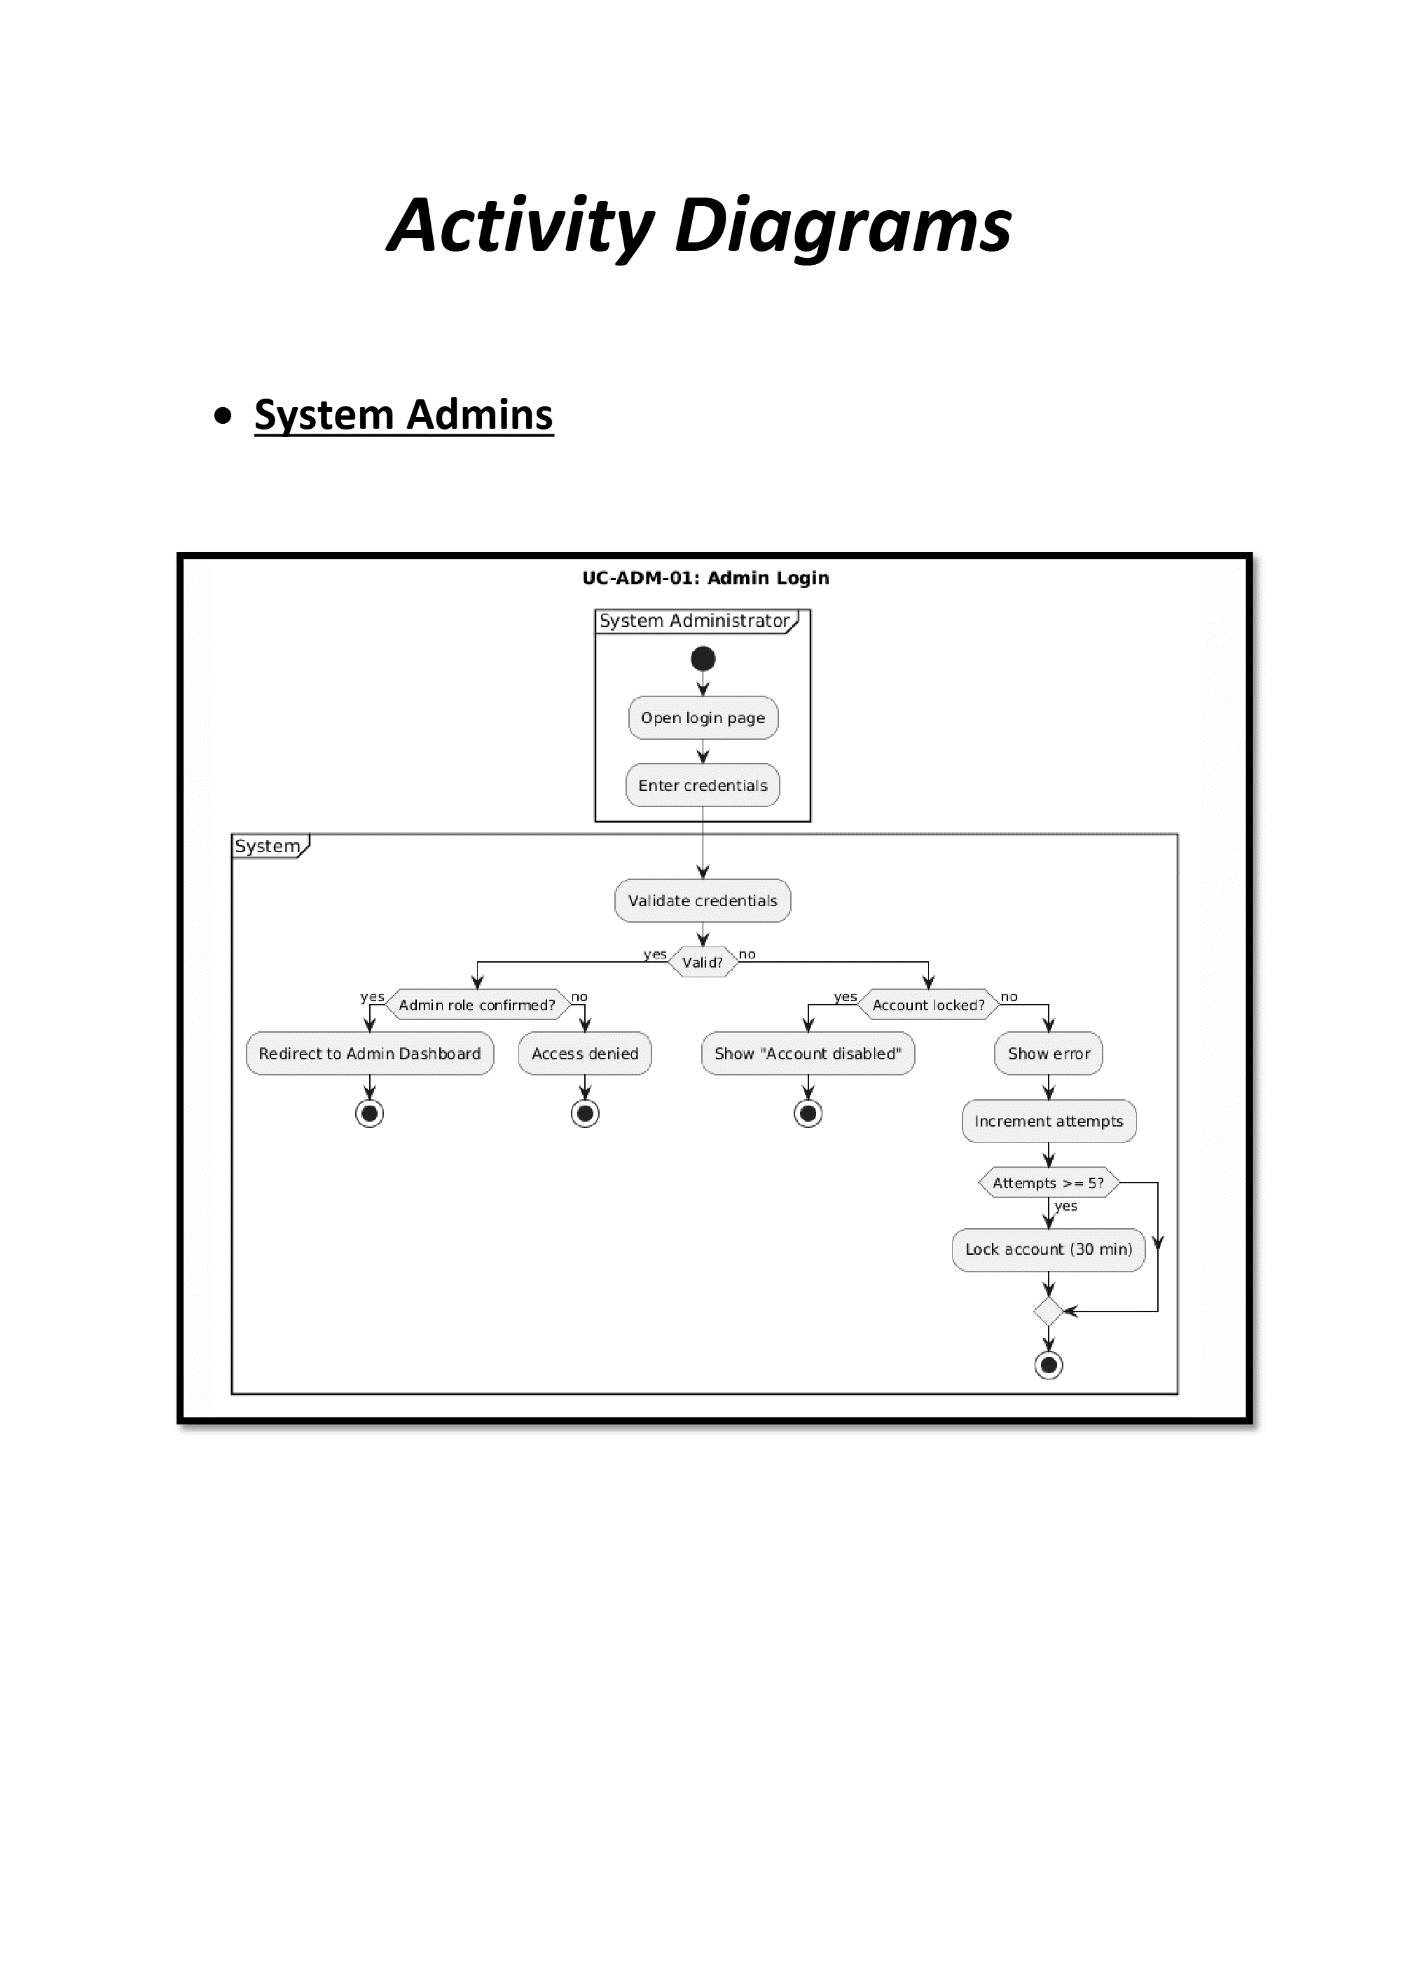 Activity Diagrams
• System Admins
UC-ADM-01: Admin Login
System Administrator
Open login page
Enter credentials
System
Validate credentials
yes Valid? no
yes Admin role confirmed? no
yes Account locked? no
Redirect to Admin Dashboard
Access denied
Show "Account disabled"
Show error
Increment attempts
Attempts >= 5?
yes
Lock account (30 min)